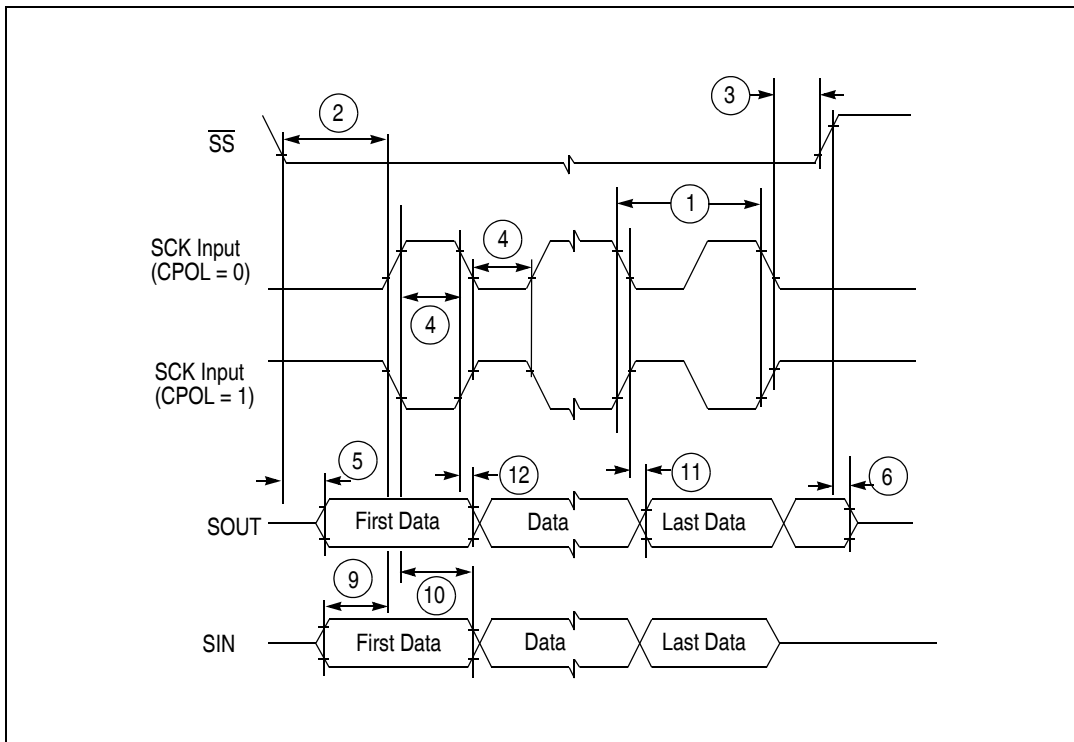 3
2
SS
1
SCK Input
(CPOL = 0)
4
4
SCK Input
(CPOL = 1)
5
12
11
6
SOUT
First Data
Data
Last Data
9
10
SIN
First Data
Data
Last Data